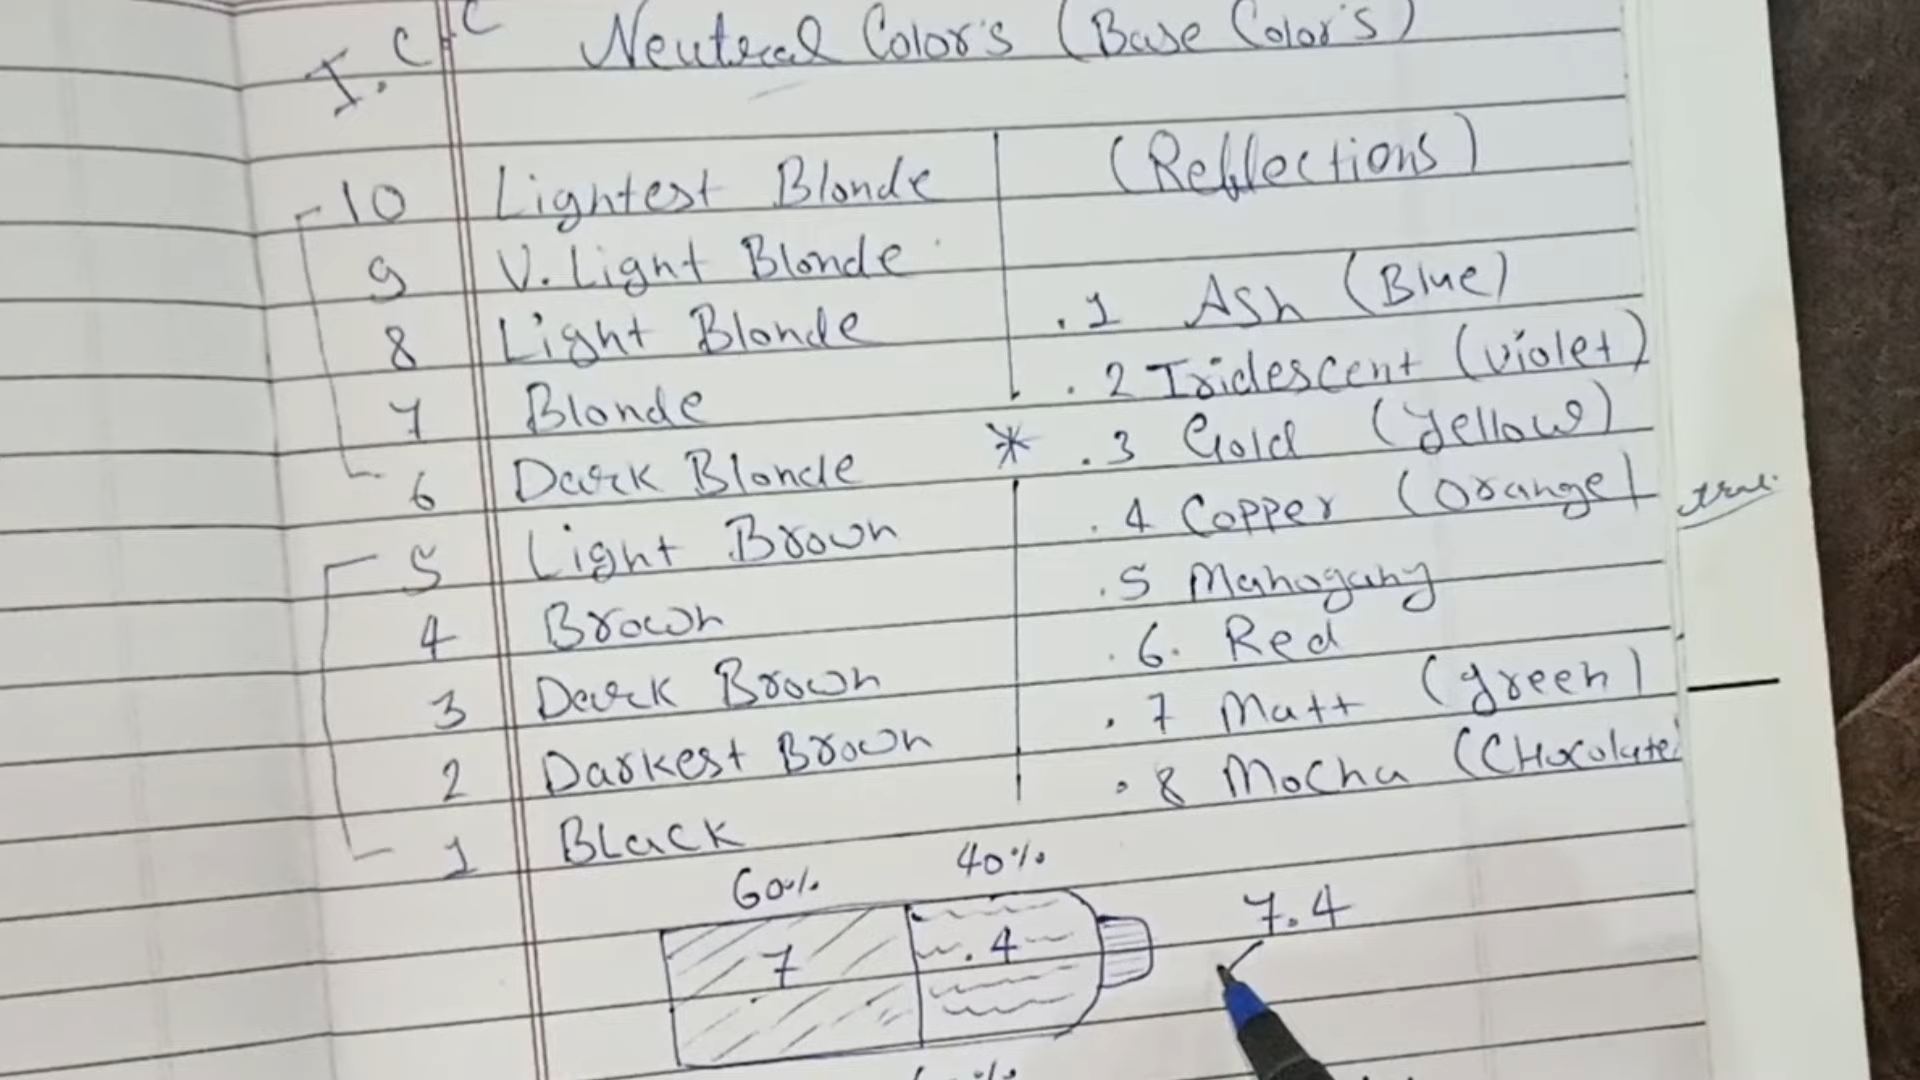 I.C.C
Neutral Color's (Base Color's)
(Reflections)
10 Lightest Blonde
9 V. Light Blonde
8 Light Blonde
7 Blonde
6 Dark Blonde
5 Light Brown
4 Brown
3 Dark Brown
2 Darkest Brown
1 Black
.1 Ash (Blue)
.2 Iridescent (violet)
* .3 Gold (yellow)
.4 Copper (orange)
.5 Mahogany
.6. Red
.7 Matt (green)
.8 Mocha (CHocolate)
60% 40%
7 .4
7.4